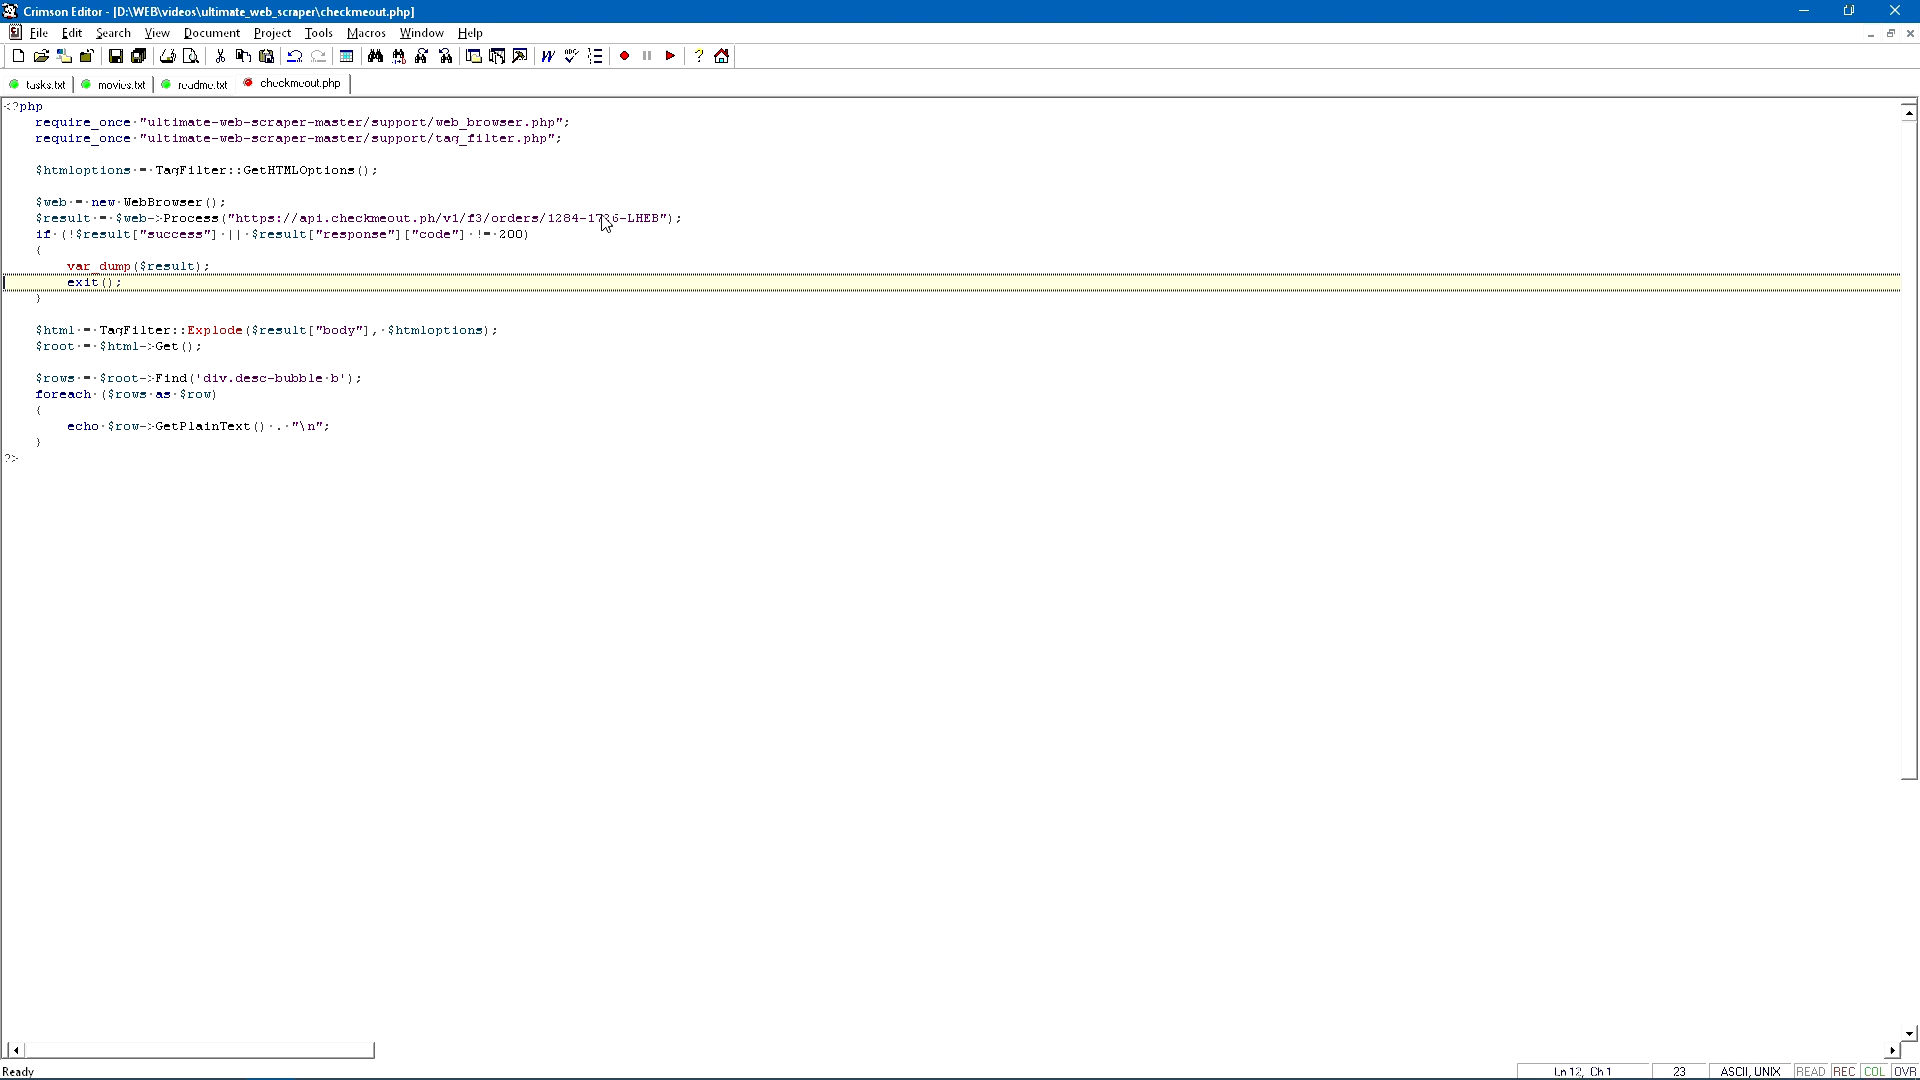 Crimson Editor - [D:\WEB\videos\ultimate_web_scraper\checkmeout.php]
File Edit Search View Document Project Tools Macros Window Help
tasks.txt movies.txt readme.txt checkmeout.php
<?php
require_once "ultimate-web-scraper-master/support/web_browser.php";
require_once "ultimate-web-scraper-master/support/tag_filter.php";
$htmloptions = TagFilter::GetHTMLOptions();
$web = new WebBrowser();
$result = $web->Process("https://api.checkmeout.ph/v1/f3/orders/");
if (!$result["success"] || $result["response"]["code"] != 200)
{
var_dump($result);
exit();
}
$html = TagFilter::Explode($result["body"], $htmloptions);
$root = $html->Get();
$rows = $root->Find('div.desc-bubble b');
foreach ($rows as $row)
{
echo $row->GetPlainText() . "\n";
}
?>
Ready Ln 12, Ch 1 23 ASCII, UNIX READ REC COL OVR